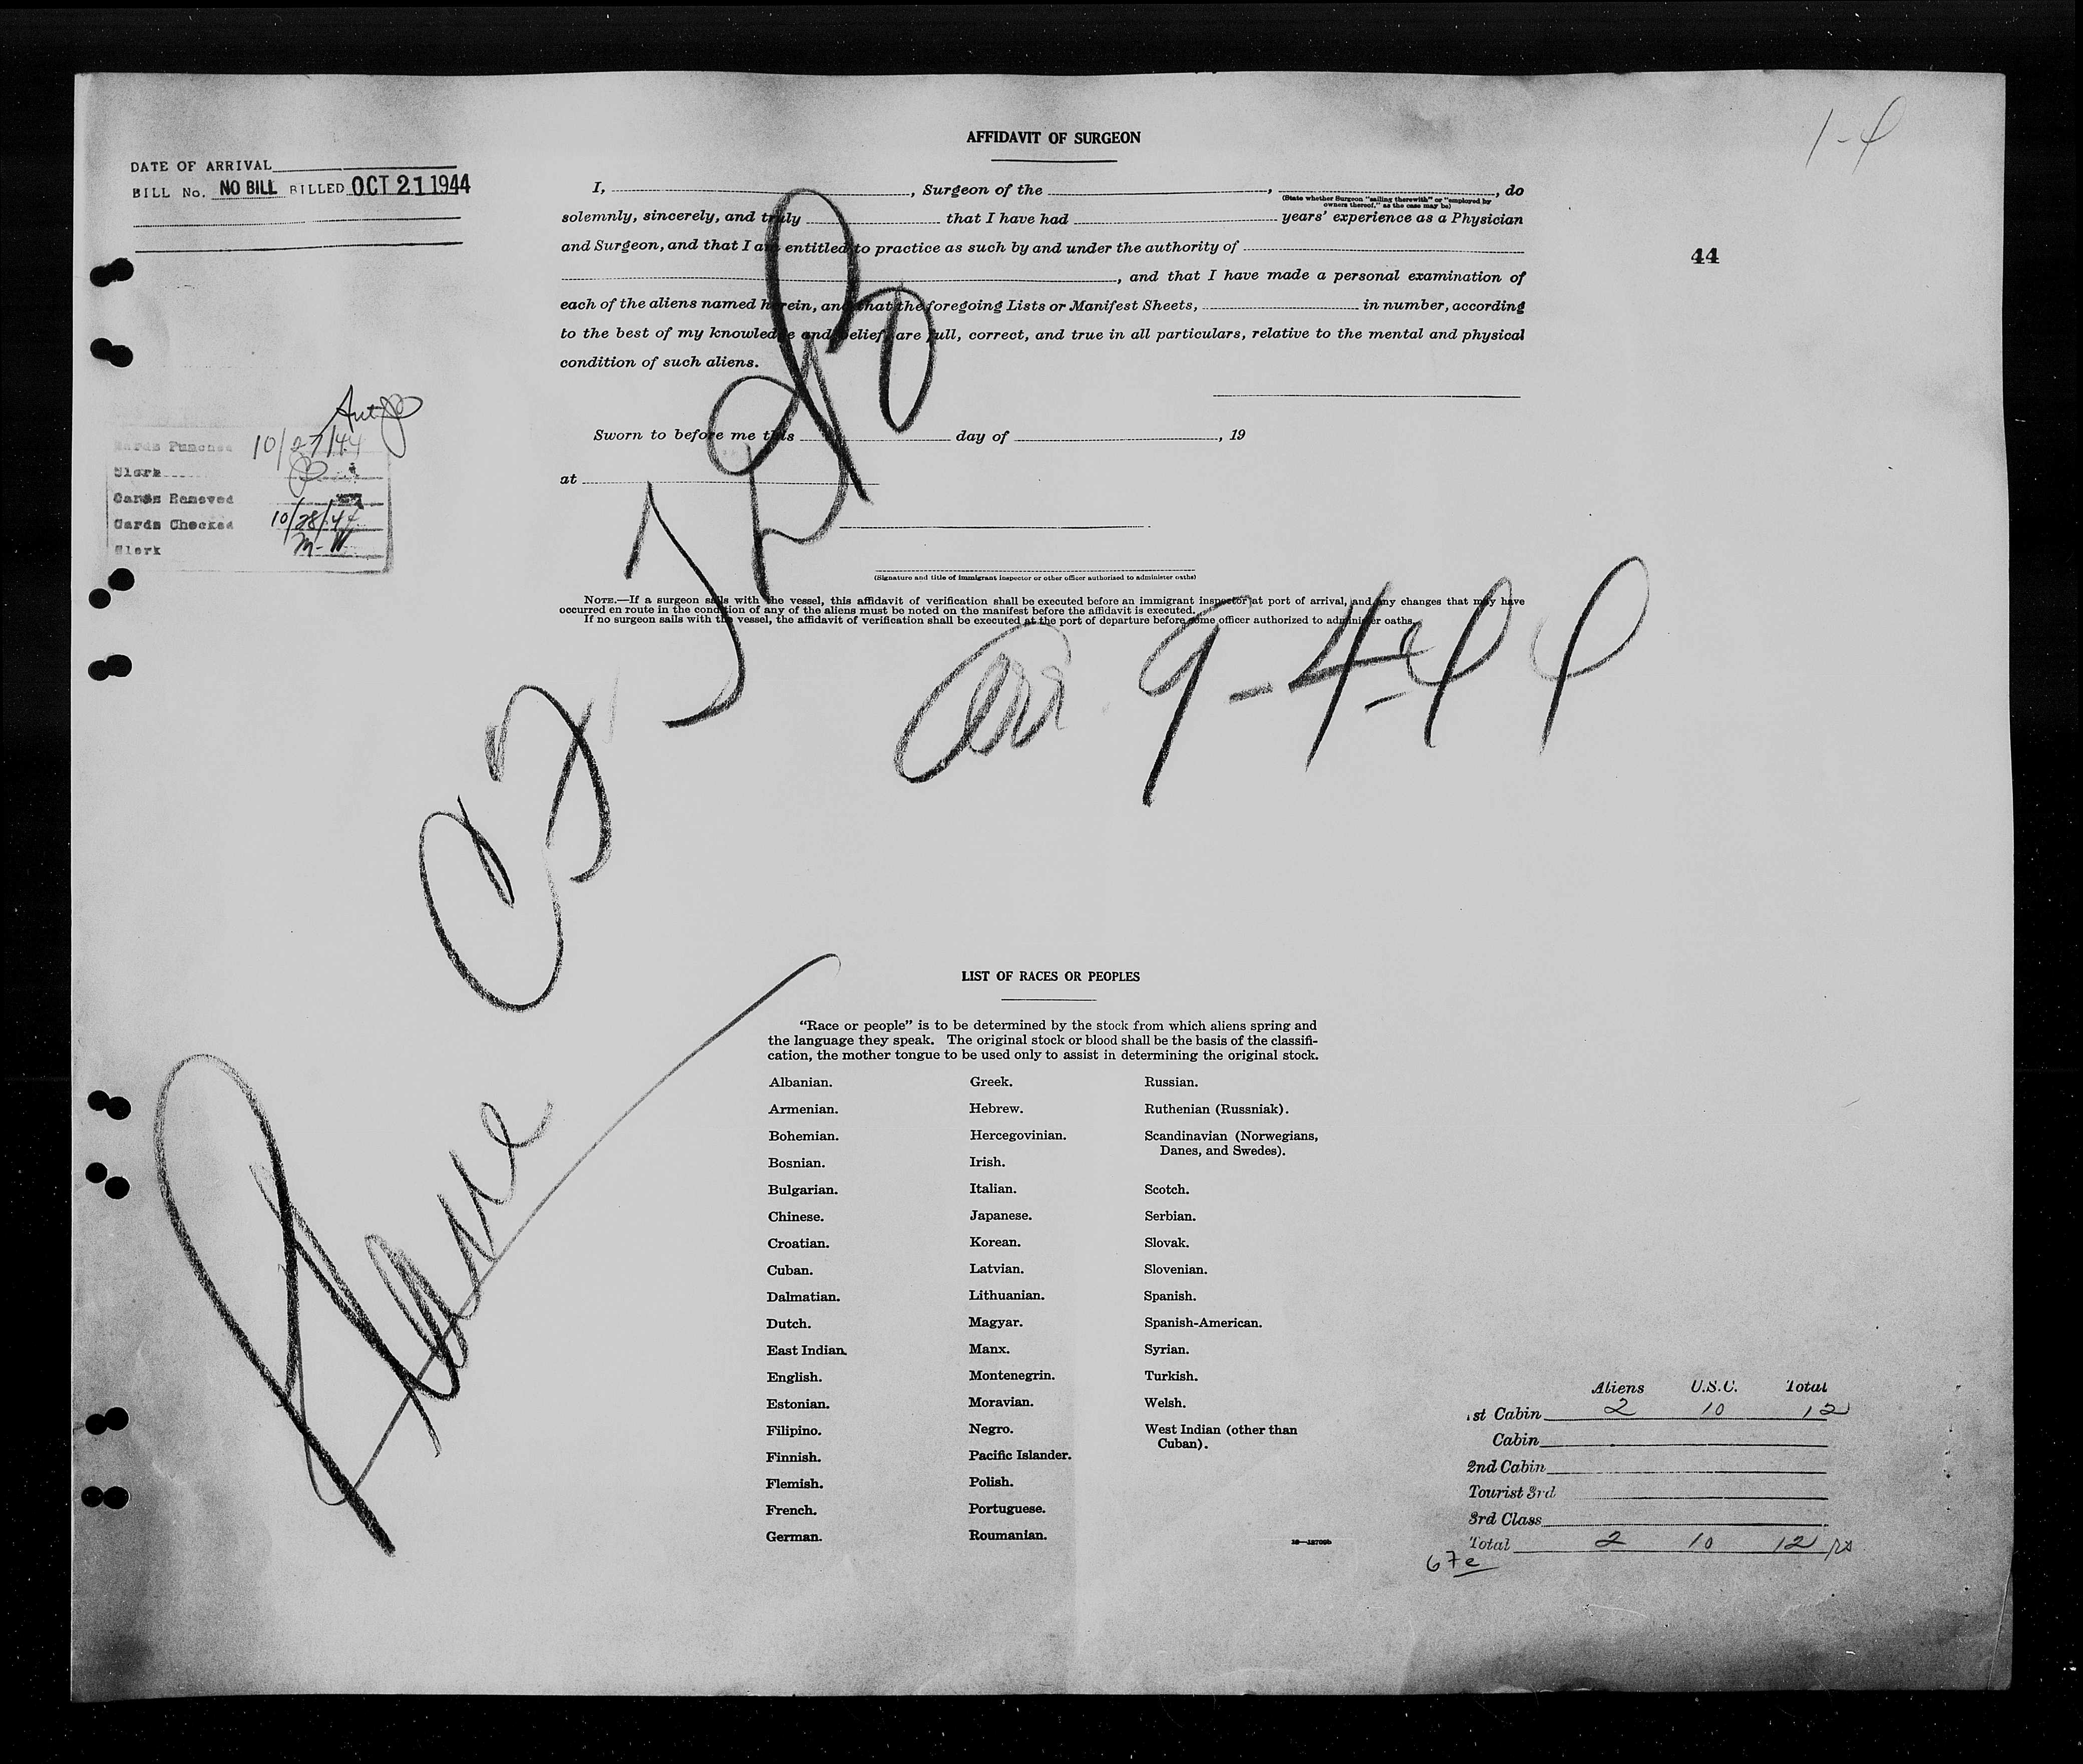 1-4
AFFIDAVIT OF SURGEON
DATE OF ARRIVAL
BILL No. NO BILL BILLED OCT 21 1944
I, , Surgeon of the , , do
(State whether Surgeon "sailing therewith" or "employed by
owners thereof," as the case may be)
solemnly, sincerely, and truly that I have had years' experience as a Physician
and Surgeon, and that I am entitled to practice as such by and under the authority of
44
, and that I have made a personal examination of
each of the aliens named herein, and that the foregoing Lists or Manifest Sheets, in number, according
to the best of my knowledge and belief, are full, correct, and true in all particulars, relative to the mental and physical
condition of such aliens.
Cards Punched 10/27/44
Clerk
Cards Removed
Cards Checked 10/28/44
Clerk M-W
Sworn to before me this day of , 19
at
(Signature and title of immigrant inspector or other officer authorized to administer oaths)
NOTE.—If a surgeon sails with the vessel, this affidavit of verification shall be executed before an immigrant inspector at port of arrival, and any changes that may have
occurred en route in the condition of any of the aliens must be noted on the manifest before the affidavit is executed.
If no surgeon sails with the vessel, the affidavit of verification shall be executed at the port of departure before some officer authorized to administer oaths.
arr. 9-4-44
Plane
LIST OF RACES OR PEOPLES
"Race or people" is to be determined by the stock from which aliens spring and
the language they speak. The original stock or blood shall be the basis of the classifi-
cation, the mother tongue to be used only to assist in determining the original stock.
Albanian.
Armenian.
Bohemian.
Bosnian.
Bulgarian.
Chinese.
Croatian.
Cuban.
Dalmatian.
Dutch.
East Indian.
English.
Estonian.
Filipino.
Finnish.
Flemish.
French.
German.
Greek.
Hebrew.
Hercegovinian.
Irish.
Italian.
Japanese.
Korean.
Latvian.
Lithuanian.
Magyar.
Manx.
Montenegrin.
Moravian.
Negro.
Pacific Islander.
Polish.
Portuguese.
Roumanian.
Russian.
Ruthenian (Russniak).
Scandinavian (Norwegians,
Danes, and Swedes).
Scotch.
Serbian.
Slovak.
Slovenian.
Spanish.
Spanish-American.
Syrian.
Turkish.
Welsh.
West Indian (other than
Cuban).
Aliens U.S.C. Total
1st Cabin 2 10 12
Cabin
2nd Cabin
Tourist 3rd
3rd Class
Total 2 10 12
67e